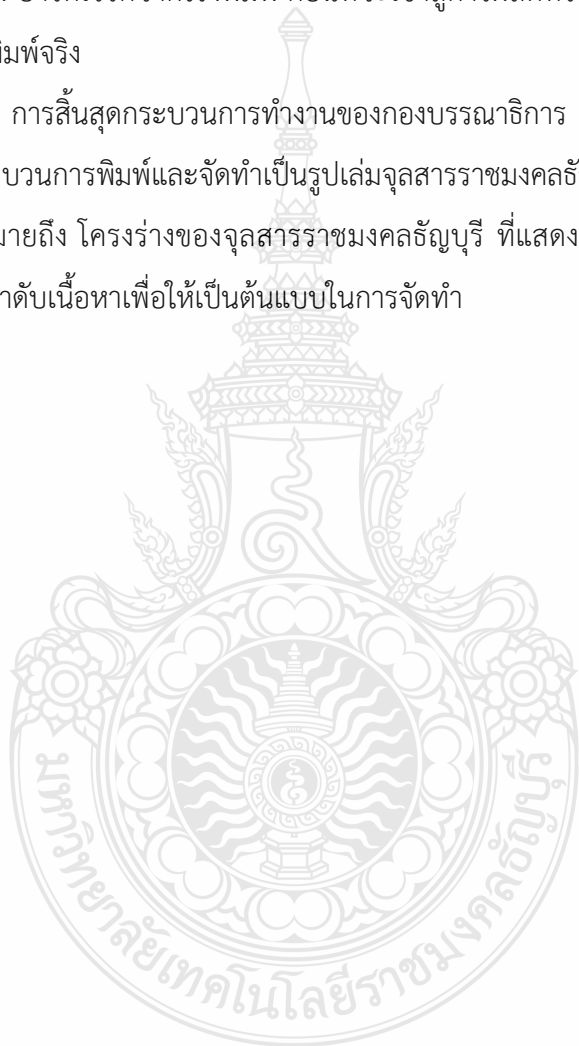 พิมพ์จริง
การสิ้นสุดกระบวนการทำงานของกองบรรณาธิการ
บวนการพิมพ์และจัดทำเป็นรูปเล่มจุลสารราชมงคลธั
มายถึง โครงร่างของจุลสารราชมงคลธัญบุรี ที่แสดง
าดับเนื้อหาเพื่อให้เป็นต้นแบบในการจัดทำ
มหาวิทยาลัยเทคโนโลยีราชมงคลธัญบุรี